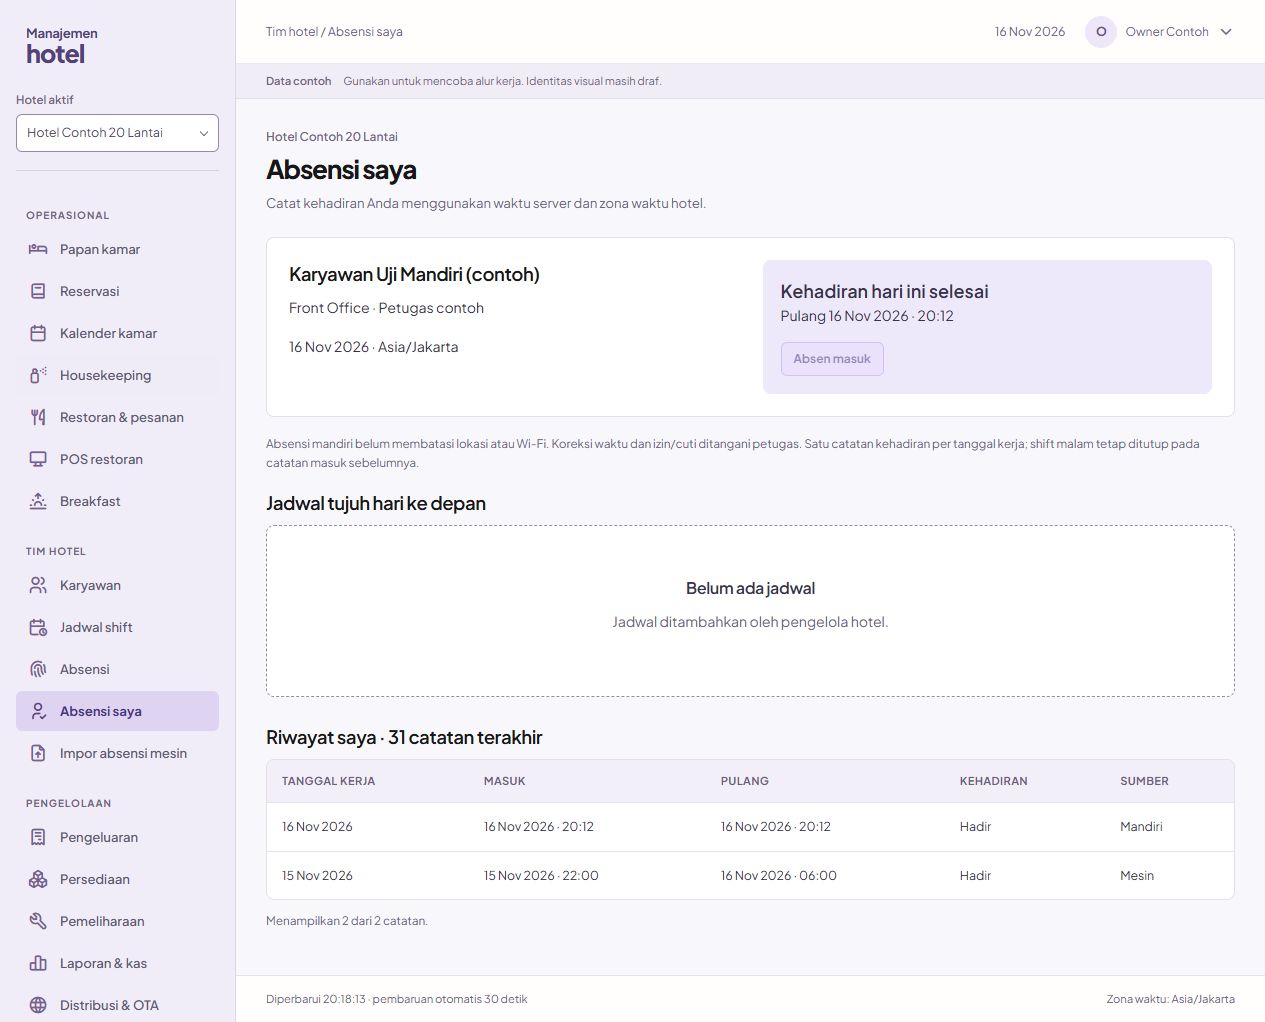 Manajemen
hotel
Hotel aktif
Hotel Contoh 20 Lantai
OPERASIONAL
Papan kamar
Reservasi
Kalender kamar
Housekeeping
Restoran & pesanan
POS restoran
Breakfast
TIM HOTEL
Karyawan
Jadwal shift
Absensi
Absensi saya
Impor absensi mesin
PENGELOLAAN
Pengeluaran
Persediaan
Pemeliharaan
Laporan & kas
Distribusi & OTA
Tim hotel / Absensi saya
16 Nov 2026
O
Owner Contoh
Data contoh Gunakan untuk mencoba alur kerja. Identitas visual masih draf.
Hotel Contoh 20 Lantai
Absensi saya
Catat kehadiran Anda menggunakan waktu server dan zona waktu hotel.
Karyawan Uji Mandiri (contoh)
Front Office · Petugas contoh
16 Nov 2026 · Asia/Jakarta
Kehadiran hari ini selesai
Pulang 16 Nov 2026 · 20:12
Absen masuk
Absensi mandiri belum membatasi lokasi atau Wi-Fi. Koreksi waktu dan izin/cuti ditangani petugas. Satu catatan kehadiran per tanggal kerja; shift malam tetap ditutup pada
catatan masuk sebelumnya.
Jadwal tujuh hari ke depan
Belum ada jadwal
Jadwal ditambahkan oleh pengelola hotel.
Riwayat saya · 31 catatan terakhir
TANGGAL KERJA MASUK PULANG KEHADIRAN SUMBER
16 Nov 2026 16 Nov 2026 · 20:12 16 Nov 2026 · 20:12 Hadir Mandiri
15 Nov 2026 15 Nov 2026 · 22:00 16 Nov 2026 · 06:00 Hadir Mesin
Menampilkan 2 dari 2 catatan.
Diperbarui 20:18:13 · pembaruan otomatis 30 detik
Zona waktu: Asia/Jakarta